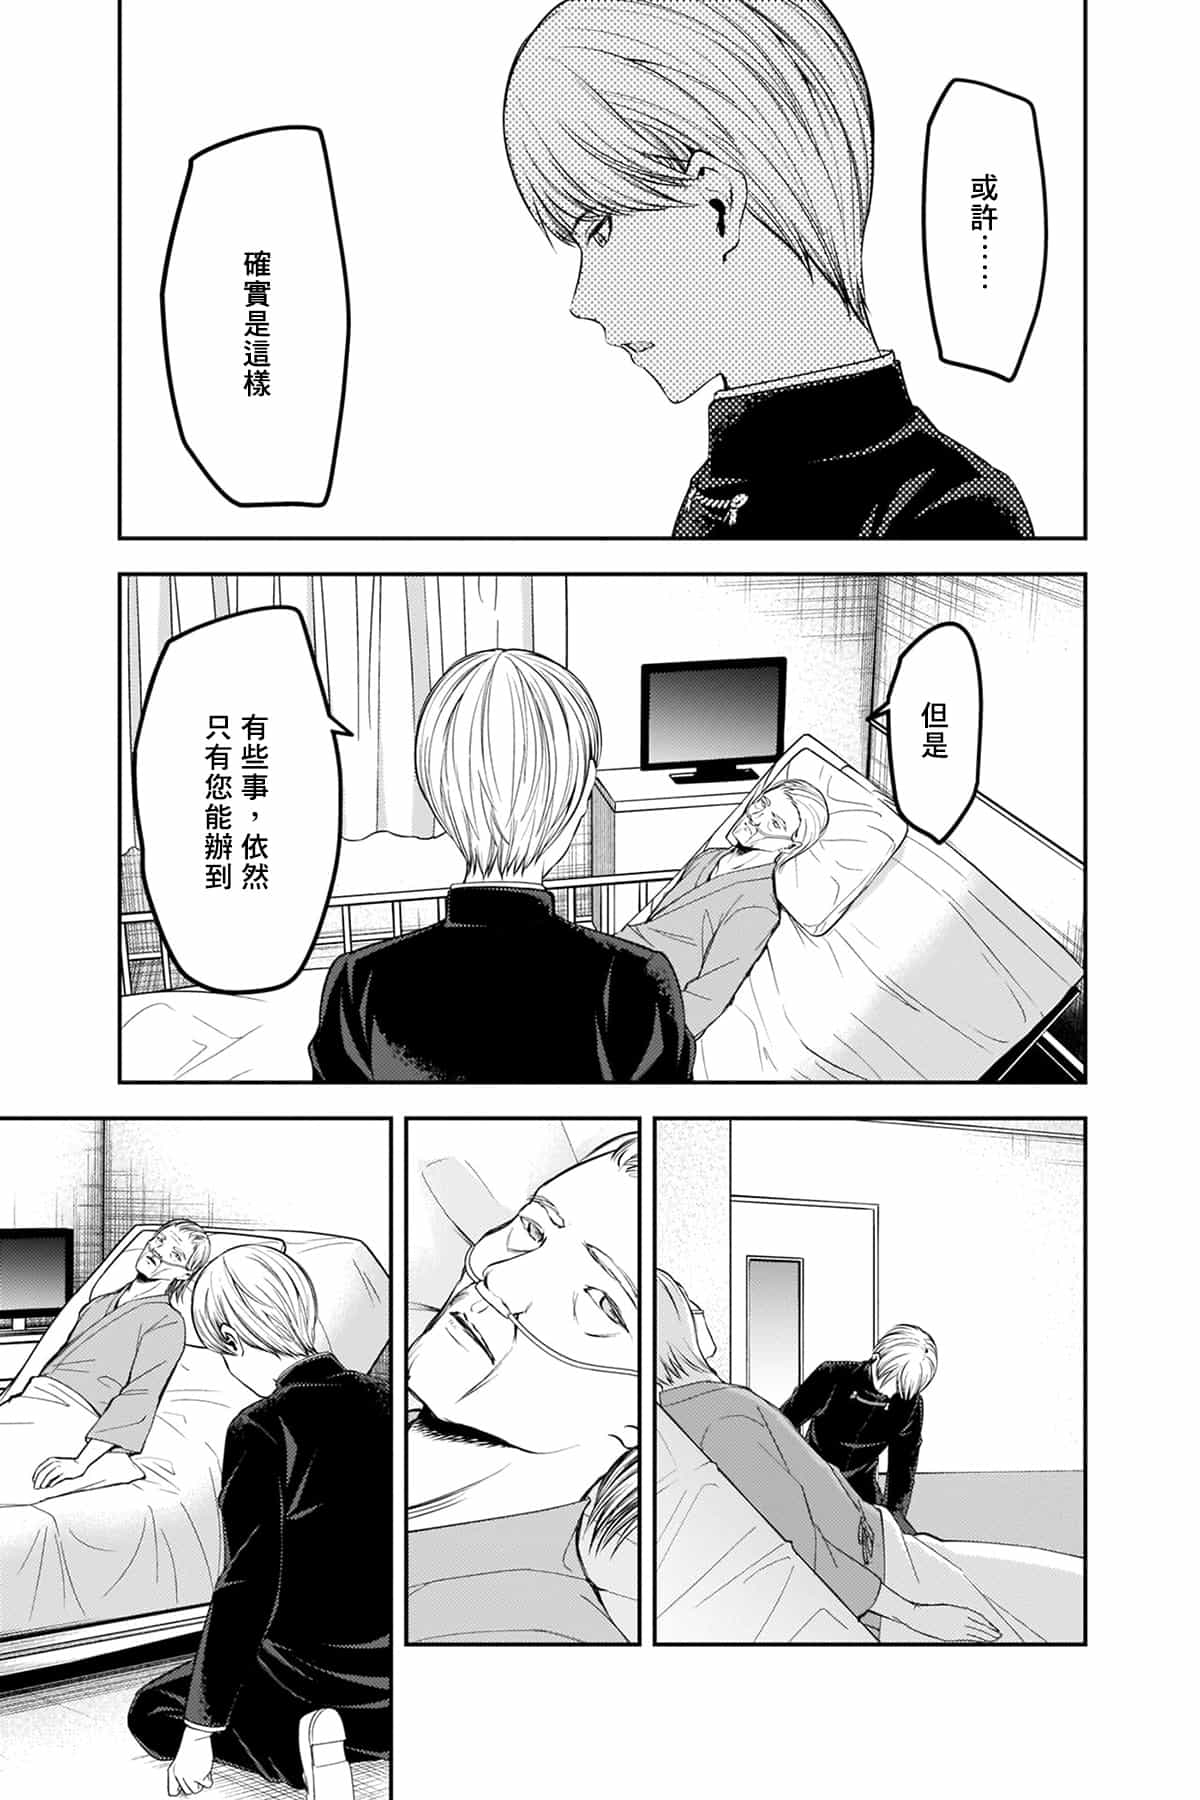 或許……
確實是這樣
但是
有些事，依然
只有您能辦到